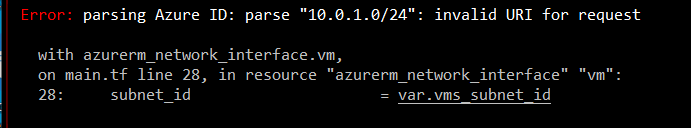 Error: parsing Azure ID: parse "10.0.1.0/24": invalid URI for request
with azurerm_network_interface.vm,
on main.tf line 28, in resource "azurerm_network_interface" "vm":
28: subnet_id = var.vms_subnet_id